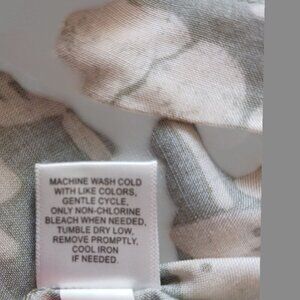 MACHINE WASH COLD
WITH LIKE COLORS,
GENTLE CYCLE,
ONLY NON-CHLORINE
BLEACH WHEN NEEDED,
TUMBLE DRY LOW,
REMOVE PROMPTLY,
COOL IRON
IF NEEDED.